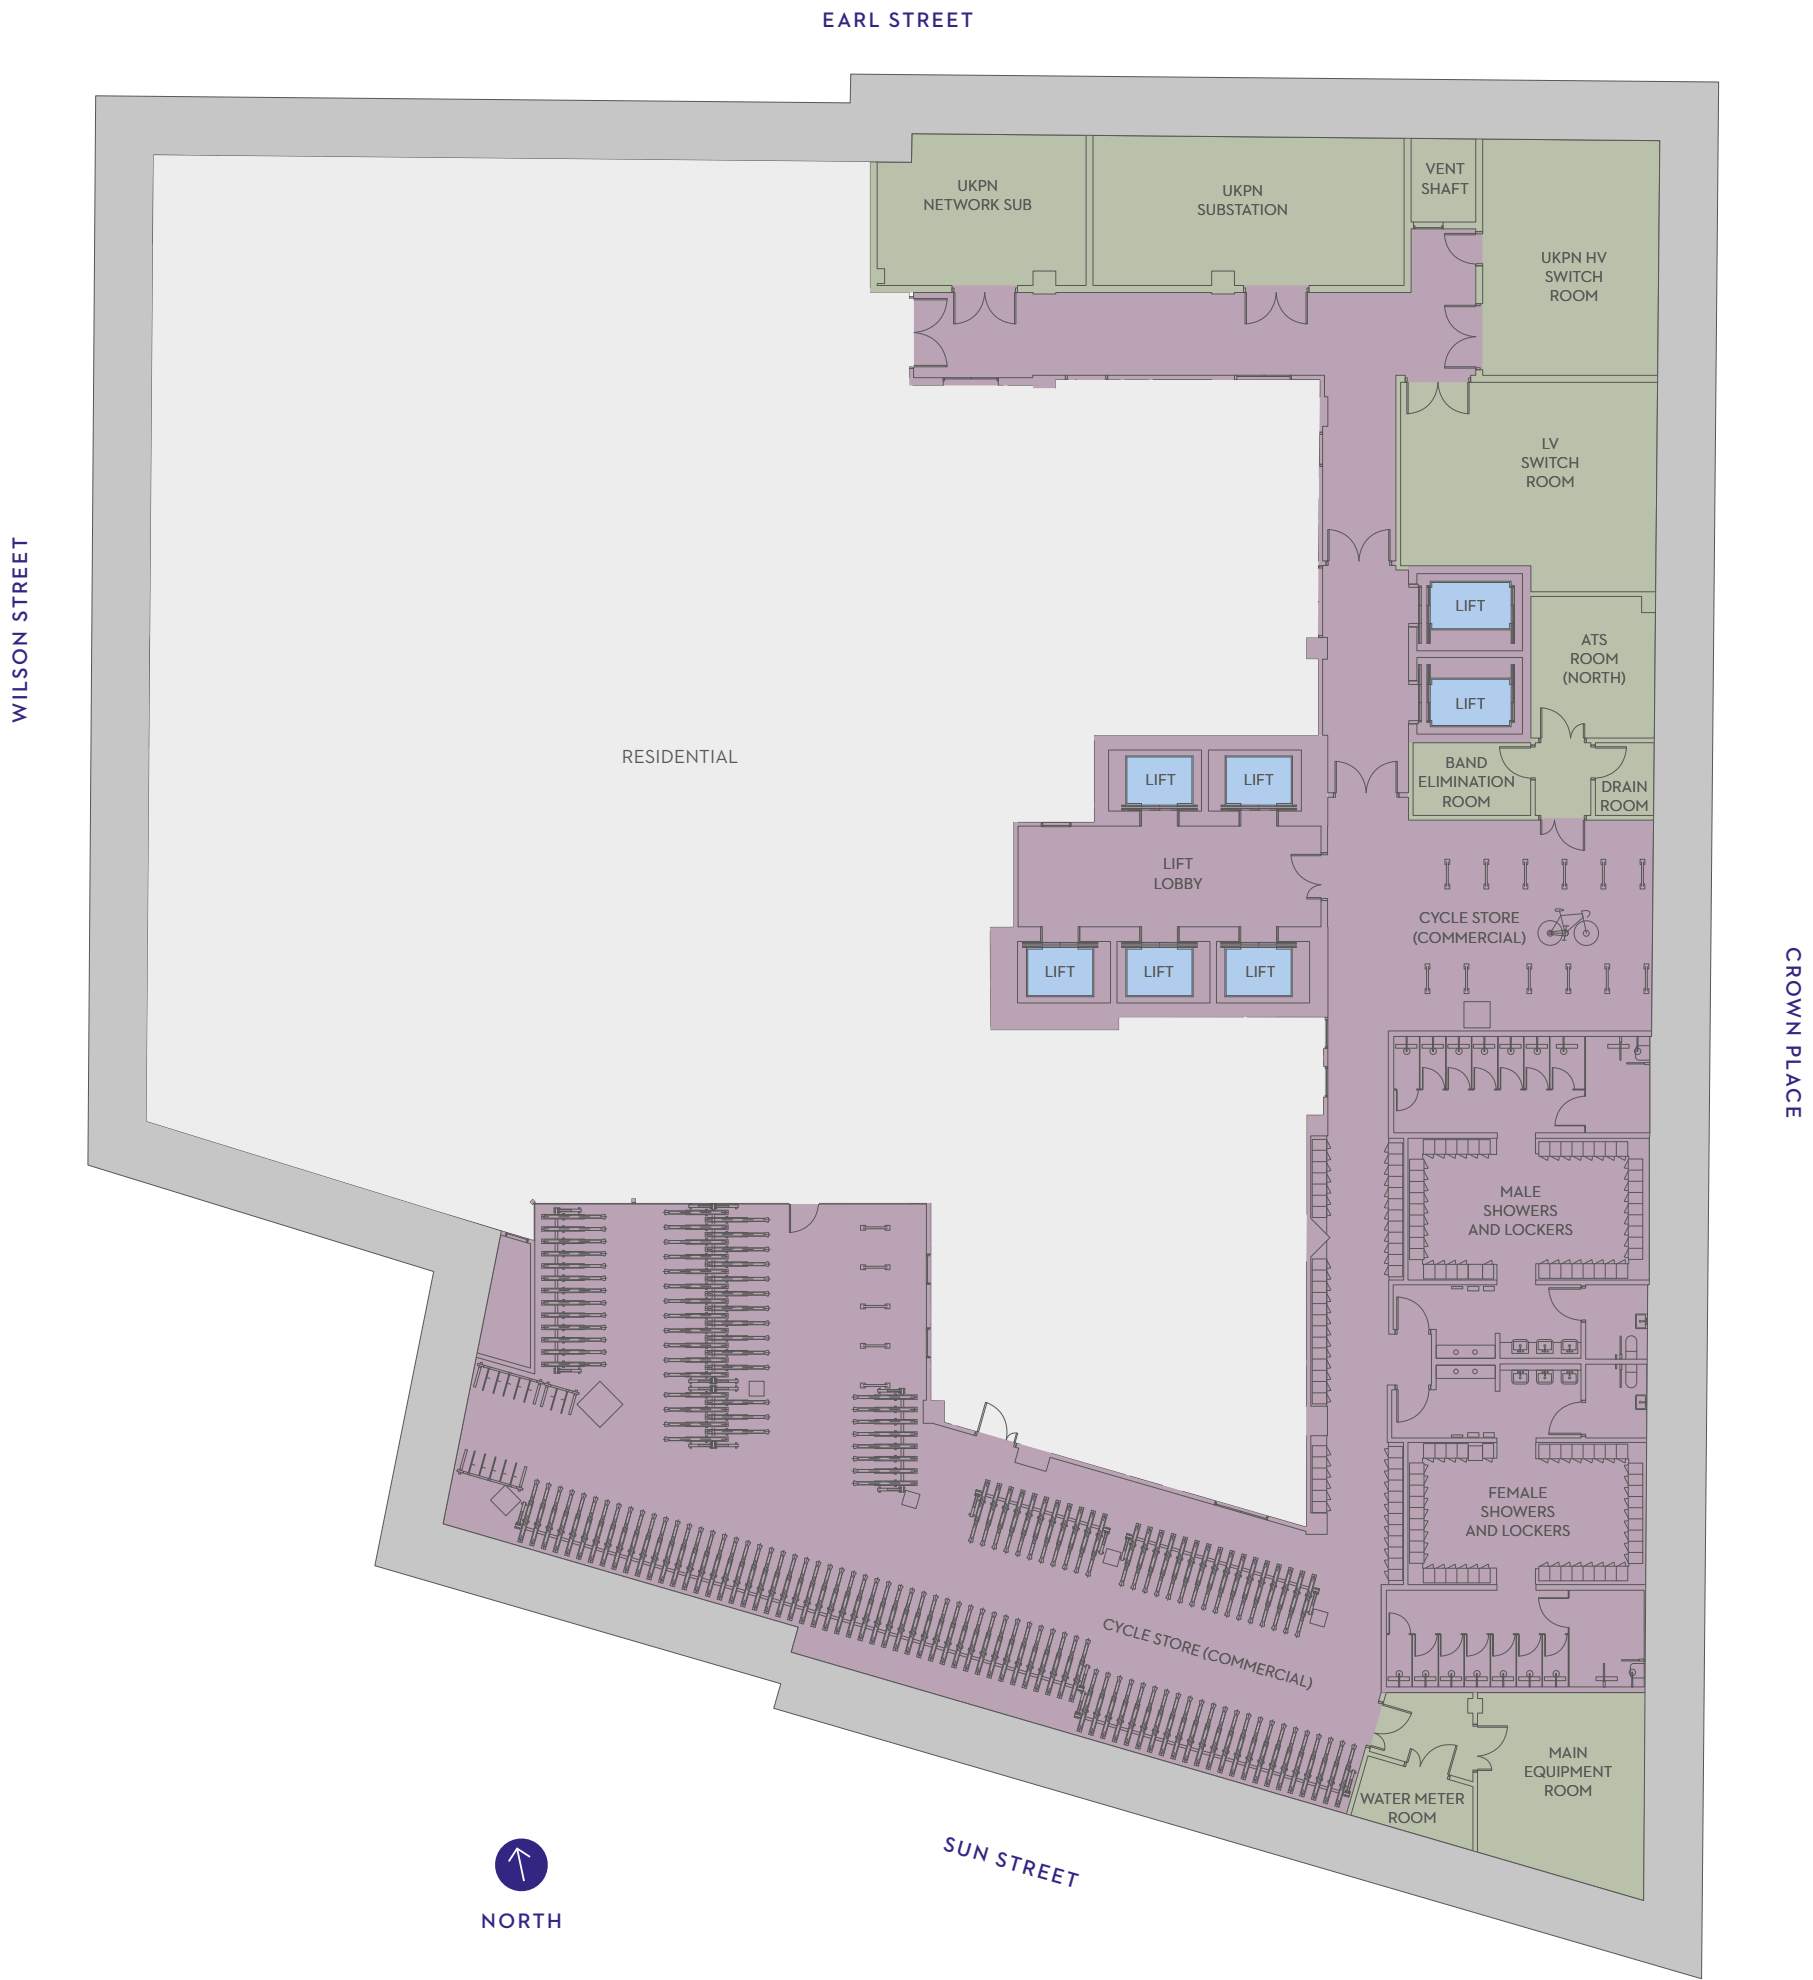 EARL STREET
UKPN
NETWORK SUB
UKPN
SUBSTATION
VENT
SHAFT
UKPN HV
SWITCH
ROOM
LV
SWITCH
ROOM
WILSON STREET
LIFT
LIFT
ATS
ROOM
(NORTH)
RESIDENTIAL
LIFT
LIFT
BAND
ELIMINATION
ROOM
DRAIN
ROOM
LIFT
LOBBY
CYCLE STORE
(COMMERCIAL)
LIFT
LIFT
LIFT
CROWN PLACE
MALE
SHOWERS
AND LOCKERS
FEMALE
SHOWERS
AND LOCKERS
CYCLE STORE (COMMERCIAL)
MAIN
EQUIPMENT
ROOM
WATER METER
ROOM
SUN STREET
NORTH